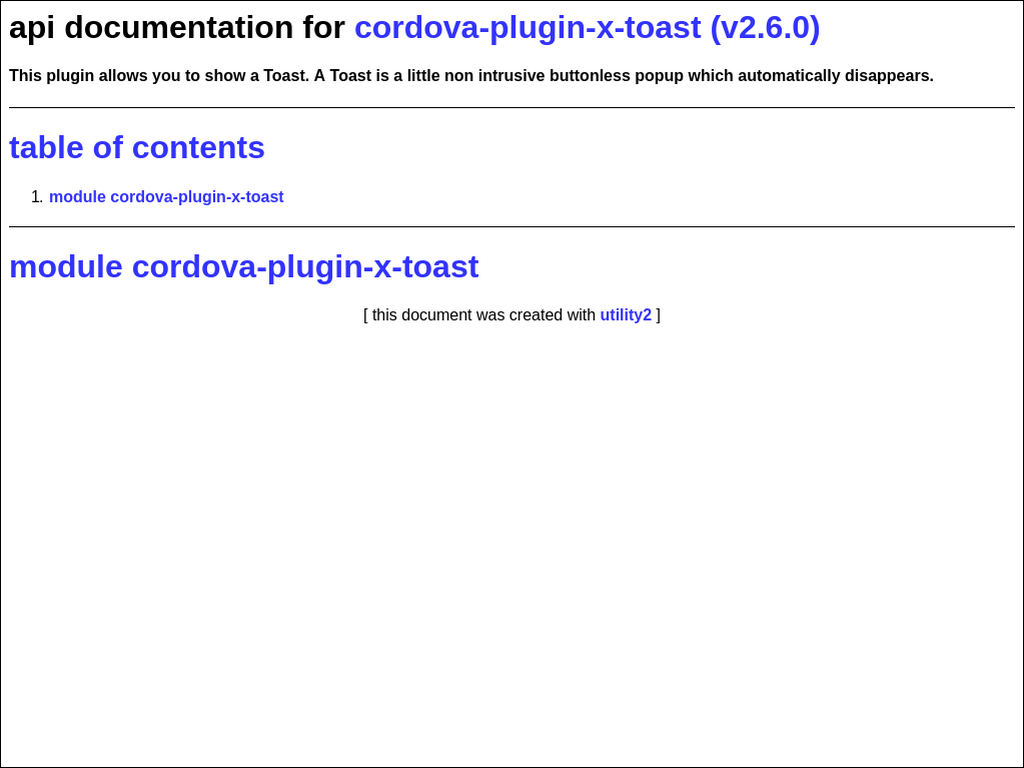 api documentation for cordova-plugin-x-toast (v2.6.0)
This plugin allows you to show a Toast. A Toast is a little non intrusive buttonless popup which automatically disappears.
table of contents
1. module cordova-plugin-x-toast
module cordova-plugin-x-toast
[ this document was created with utility2 ]